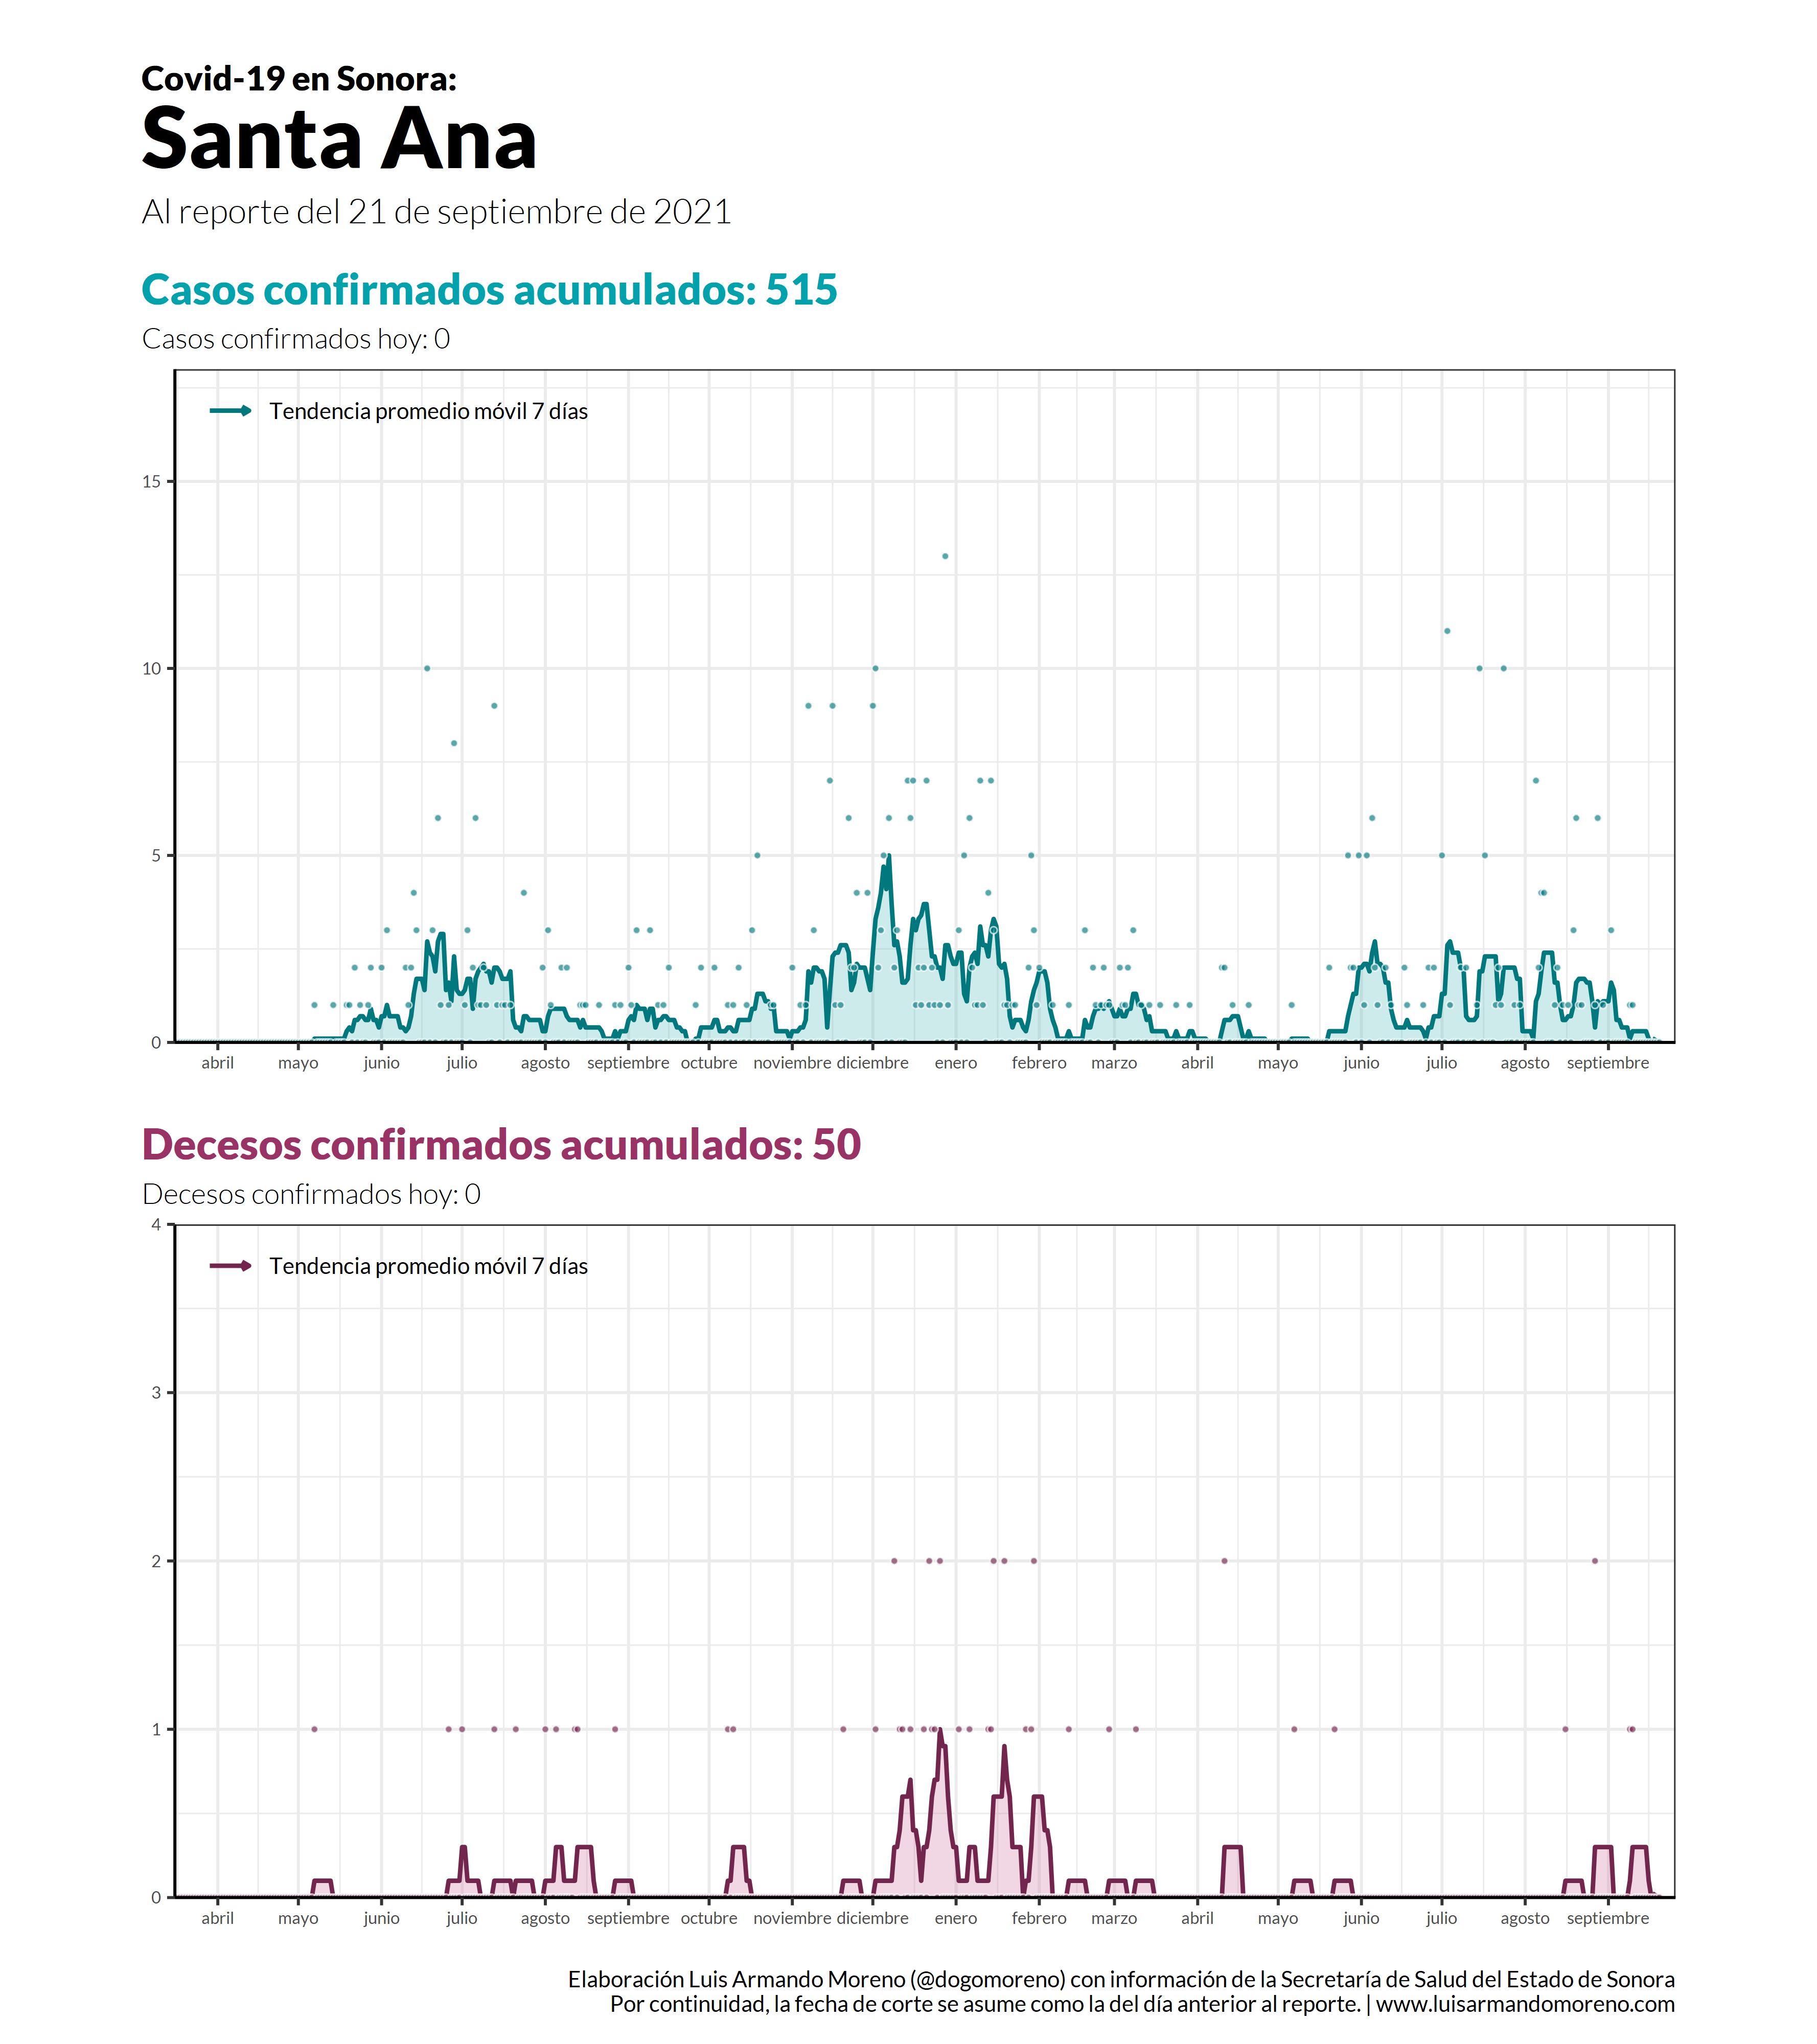 Covid-19 en Sonora:
Santa Ana
Al reporte del 21 de septiembre de 2021
Casos confirmados acumulados: 515
Casos confirmados hoy: 0
Tendencia promedio móvil 7 días
15
10
5
0
abril mayo junio julio agosto septiembre octubre noviembre diciembre enero febrero marzo abril mayo junio julio agosto septiembre
Decesos confirmados acumulados: 50
Decesos confirmados hoy: 0
4
Tendencia promedio móvil 7 días
3
2
1
0
abril mayo junio julio agosto septiembre octubre noviembre diciembre enero febrero marzo abril mayo junio julio agosto septiembre
Elaboración Luis Armando Moreno (@dogomoreno) con información de la Secretaría de Salud del Estado de Sonora
Por continuidad, la fecha de corte se asume como la del día anterior al reporte. | www.luisarmandomoreno.com